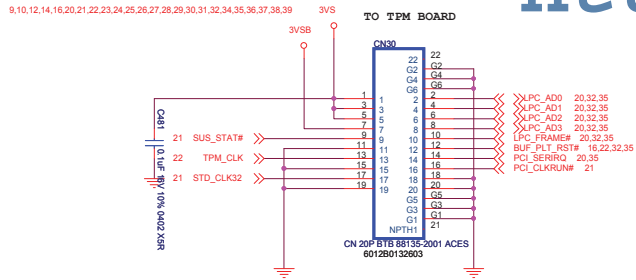 9,10,12,14,16,20,21,22,23,24,25,26,27,28,29,30,31,32,34,35,36,37,38,39
3VS
3VSB
TO TPM BOARD
CN30
22
22
G2 G2
G4 G4
G6 G6
1 1 2 2 LPC_AD0 20,32,35
3 3 4 4 LPC_AD1 20,32,35
5 5 6 6 LPC_AD2 20,32,35
7 7 8 8 LPC_AD3 20,32,35
21 SUS_STAT# 9 9 10 10 LPC_FRAME# 20,32,35
11 11 12 12 BUF_PLT_RST# 16,22,32,35
22 TPM_CLK 13 13 14 14 PCI_SERIRQ 20,35
15 15 16 16 PCI_CLKRUN# 21
21 STD_CLK32 17 17 18 18
19 19 20 20
G5 G5
G3 G3
G1 G1
NPTH1 21
C481
0.1uF 16V 10% 0402 X5R
CN 20P BTB 88135-2001 ACES
6012B0132603